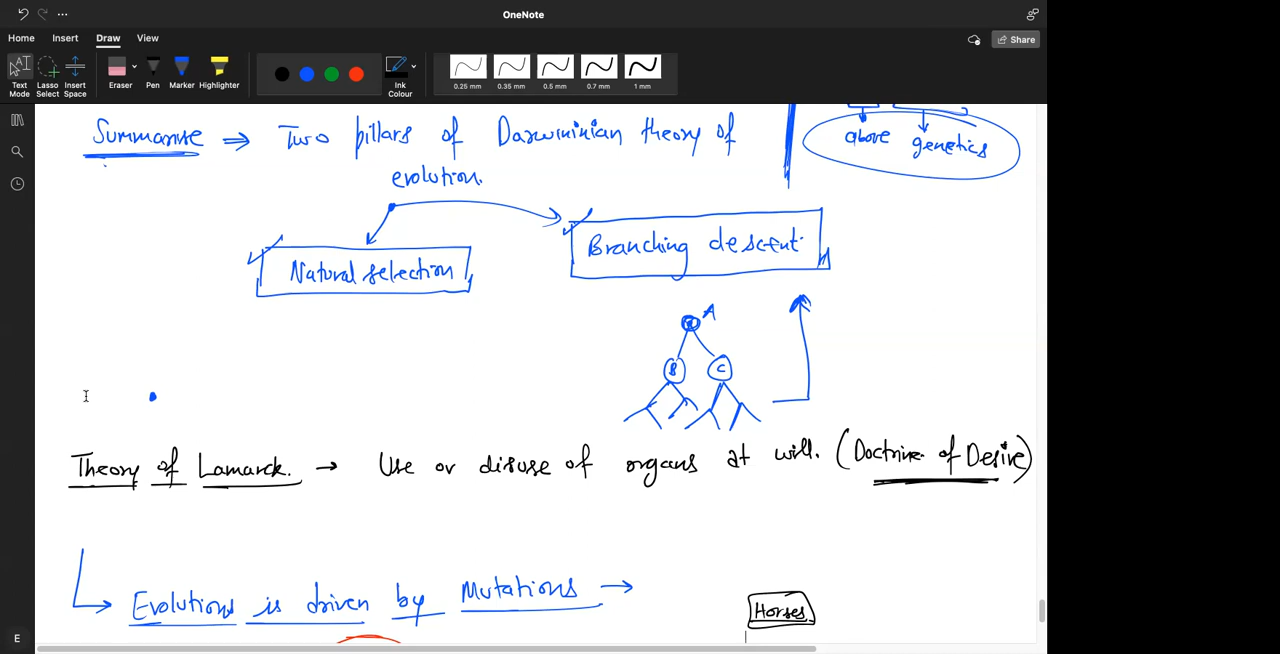 OneNote
Home Insert Draw View
Share
Text Mode
Lasso Select
Insert Space
Eraser
Pen
Marker
Highlighter
Ink Colour
0.25 mm 0.35 mm 0.5 mm 0.7 mm 1 mm
Summarise ⇒ Two pillars of Darwininian theory of
evolution.
above genetics
Natural selection
Branching descent
A
B C
Theory of Lamarck. → Use or disuse of organs at will. (Doctrine of Desire)
Evolutions is driven by Mutations →
Horses
E